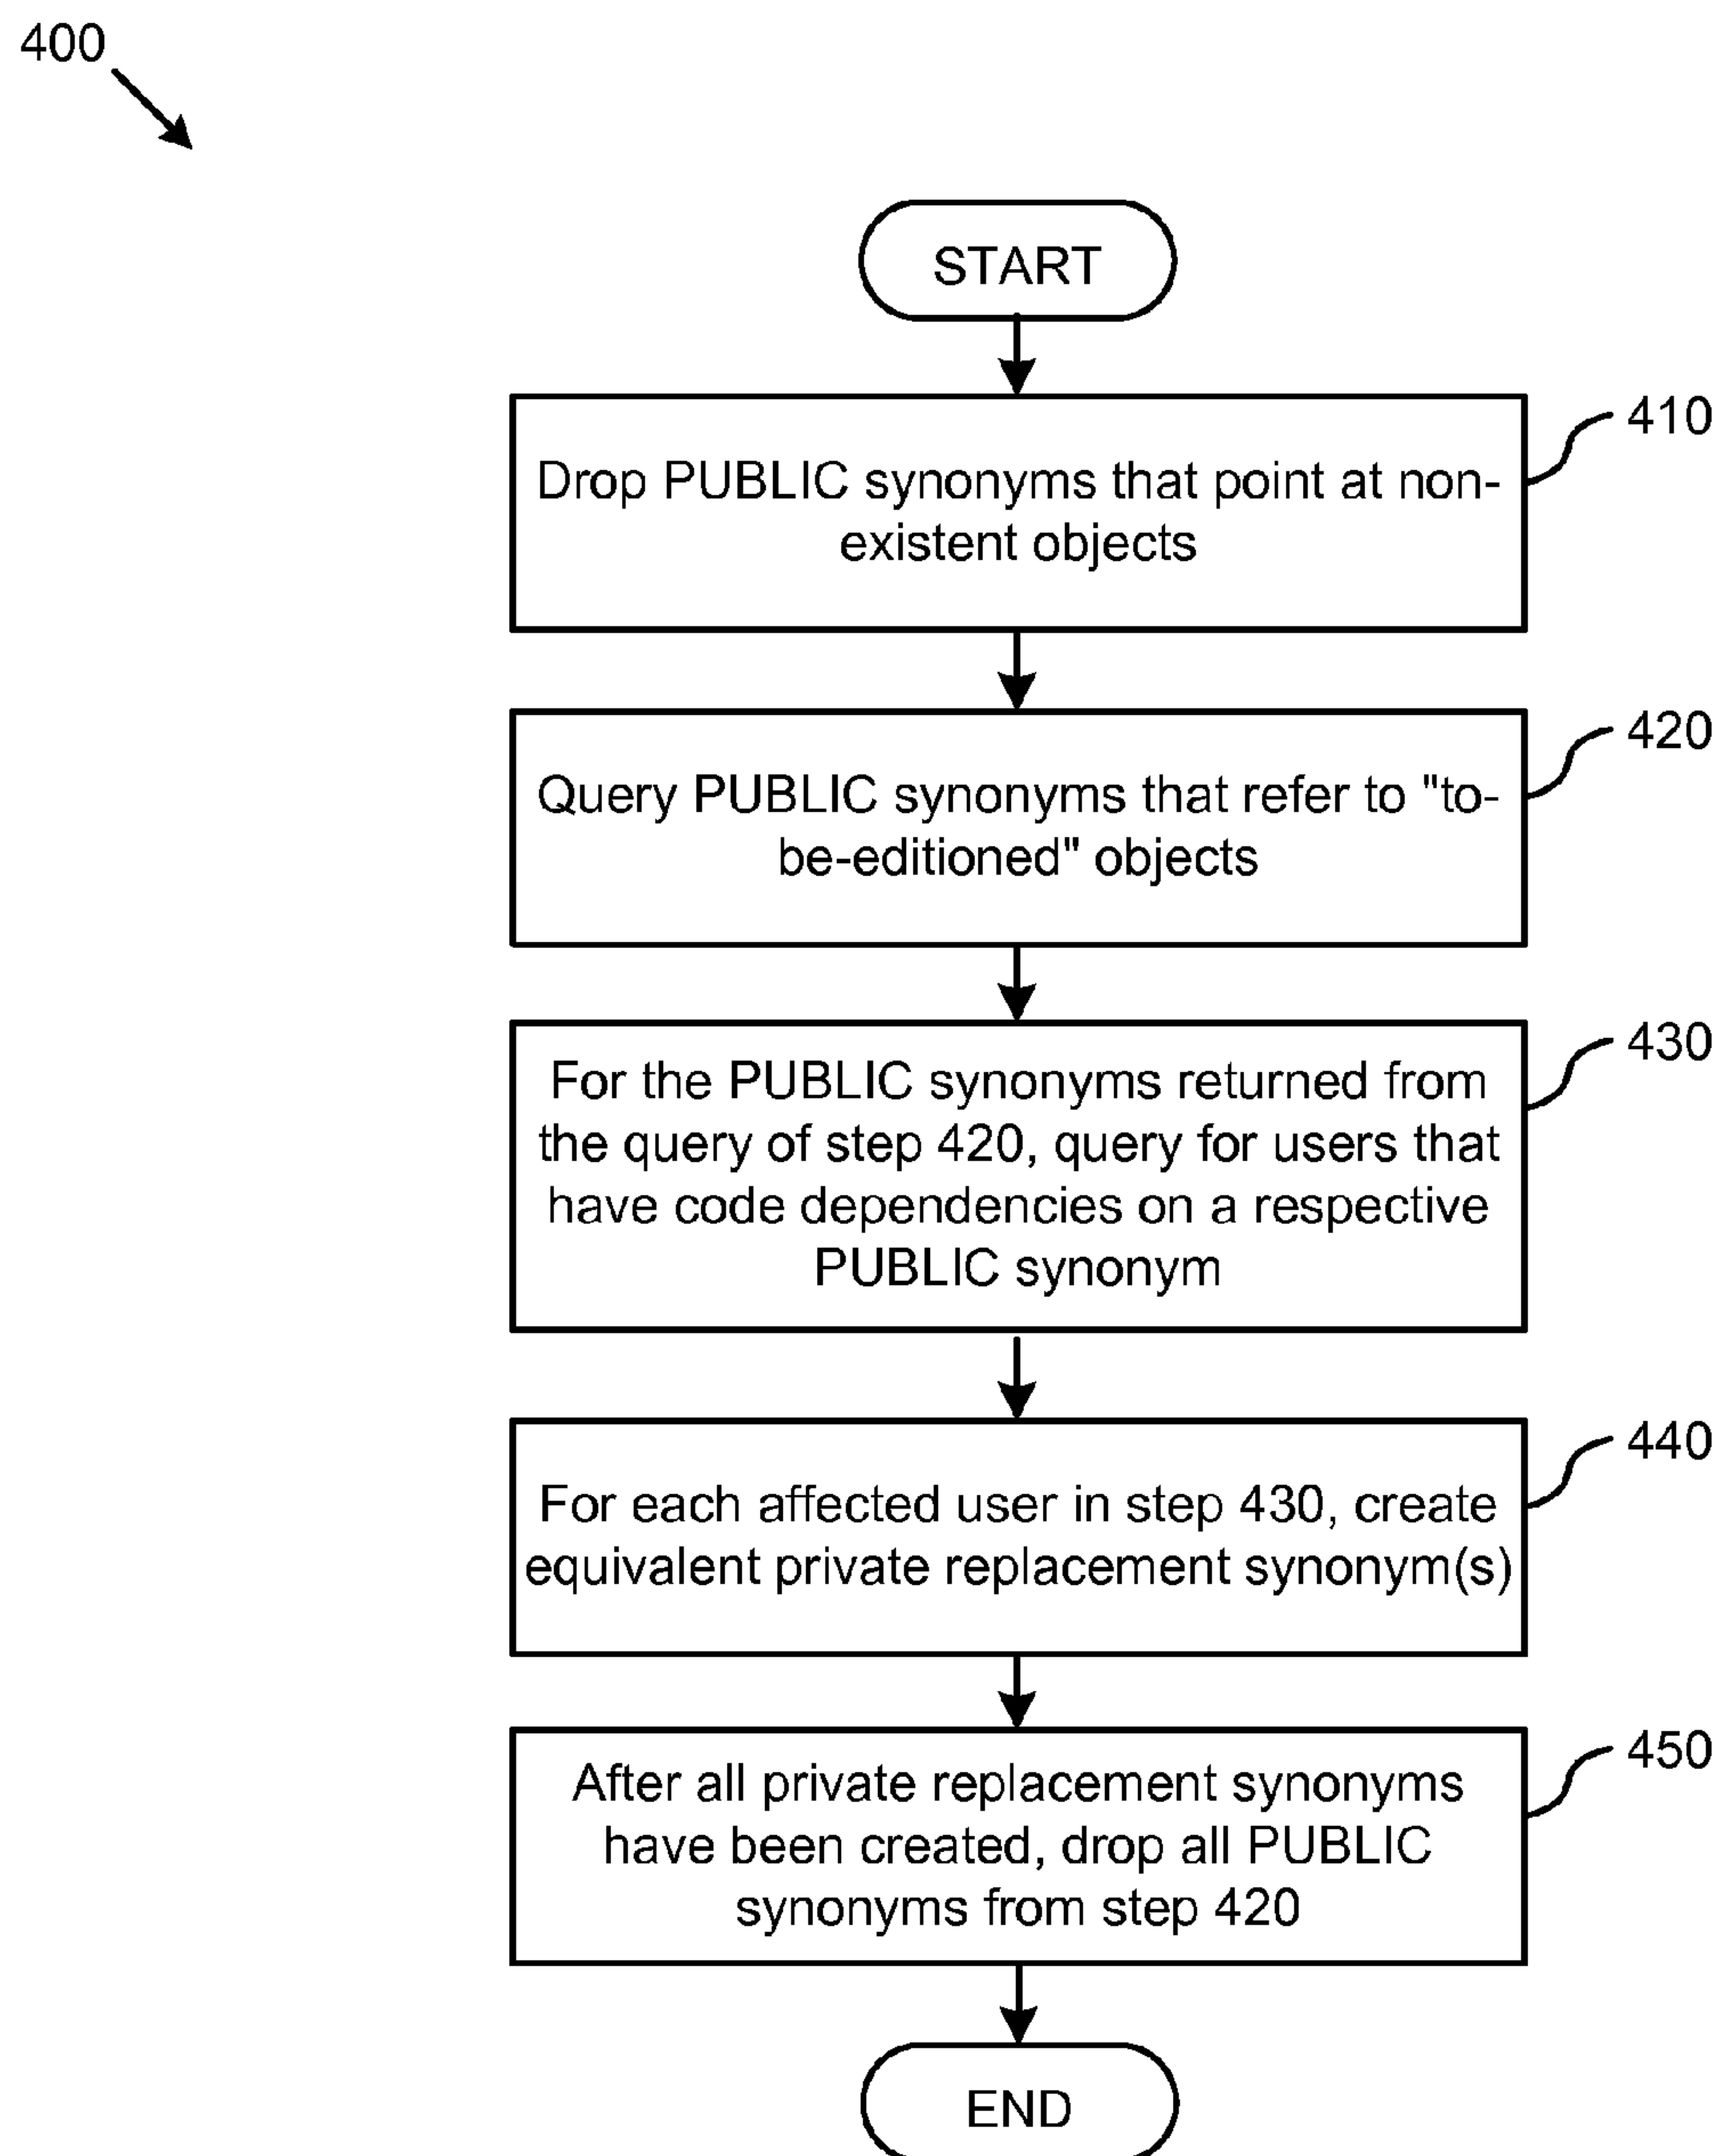 400
START
410
Drop PUBLIC synonyms that point at non-
existent objects
420
Query PUBLIC synonyms that refer to "to-
be-editioned" objects
430
For the PUBLIC synonyms returned from
the query of step 420, query for users that
have code dependencies on a respective
PUBLIC synonym
440
For each affected user in step 430, create
equivalent private replacement synonym(s)
450
After all private replacement synonyms
have been created, drop all PUBLIC
synonyms from step 420
END